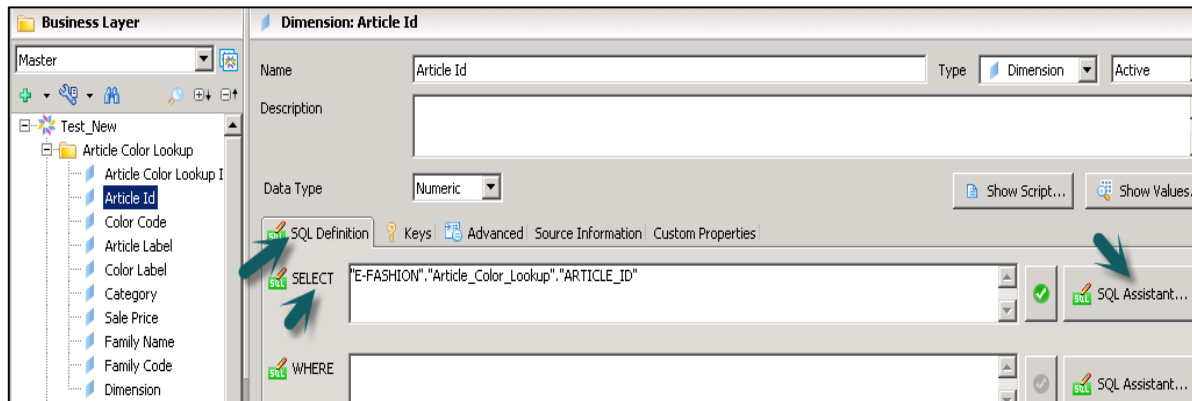 Business Layer
Dimension: Article Id
Master
Name
Article Id
Type
Dimension
Active
Description
Test_New
Article Color Lookup
Article Color Lookup I
Article Id
Color Code
Article Label
Color Label
Category
Sale Price
Family Name
Family Code
Dimension
Data Type
Numeric
Show Script...
Show Values.
SQL Definition
Keys
Advanced
Source Information
Custom Properties
SELECT
"E-FASHION"."Article_Color_Lookup"."ARTICLE_ID"
SQL Assistant...
WHERE
SQL Assistant...